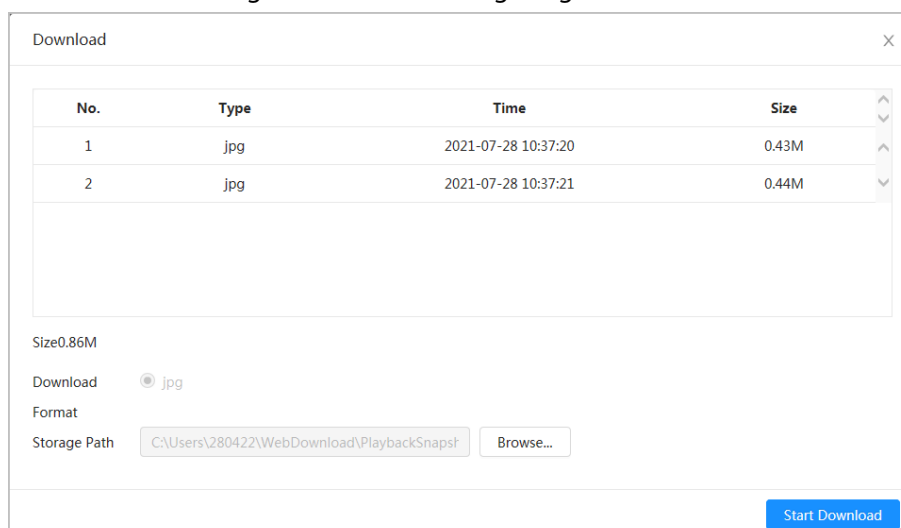 Download
No. Type Time Size
1 jpg 2021-07-28 10:37:20 0.43M
2 jpg 2021-07-28 10:37:21 0.44M
Size0.86M
Download jpg
Format
Storage Path C:\Users\280422\WebDownload\PlaybackSnapsh Browse...
Start Download